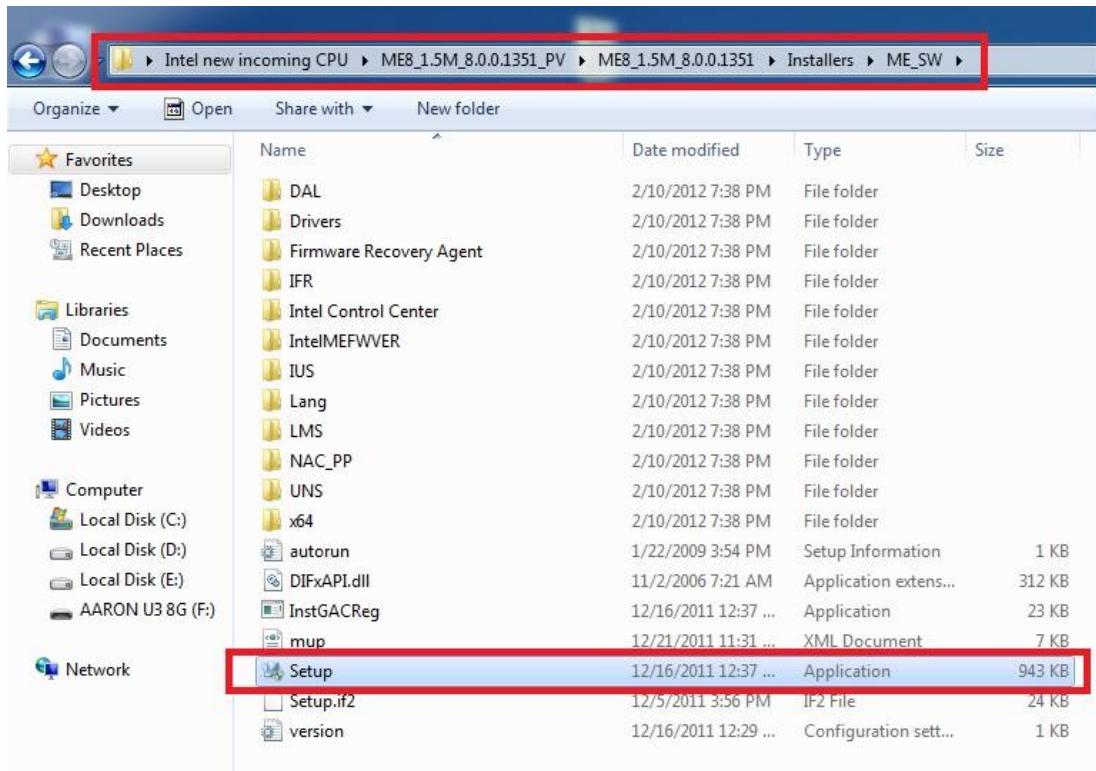 Intel new incoming CPU ▸ ME8_1.5M_8.0.0.1351_PV ▸ ME8_1.5M_8.0.0.1351 ▸ Installers ▸ ME_SW ▸
Organize Open Share with New folder
Name Date modified Type Size
Favorites
Desktop
Downloads
Recent Places
Libraries
Documents
Music
Pictures
Videos
Computer
Local Disk (C:)
Local Disk (D:)
Local Disk (E:)
AARON U3 8G (F:)
Network
DAL 2/10/2012 7:38 PM File folder
Drivers 2/10/2012 7:38 PM File folder
Firmware Recovery Agent 2/10/2012 7:38 PM File folder
IFR 2/10/2012 7:38 PM File folder
Intel Control Center 2/10/2012 7:38 PM File folder
IntelMEFWVER 2/10/2012 7:38 PM File folder
IUS 2/10/2012 7:38 PM File folder
Lang 2/10/2012 7:38 PM File folder
LMS 2/10/2012 7:38 PM File folder
NAC_PP 2/10/2012 7:38 PM File folder
UNS 2/10/2012 7:38 PM File folder
x64 2/10/2012 7:38 PM File folder
autorun 1/22/2009 3:54 PM Setup Information 1 KB
DIFxAPI.dll 11/2/2006 7:21 AM Application extens... 312 KB
InstGACReg 12/16/2011 12:37 ... Application 23 KB
mup 12/21/2011 11:31 ... XML Document 7 KB
Setup 12/16/2011 12:37 ... Application 943 KB
Setup.if2 12/5/2011 3:56 PM IF2 File 24 KB
version 12/16/2011 12:29 ... Configuration sett... 1 KB